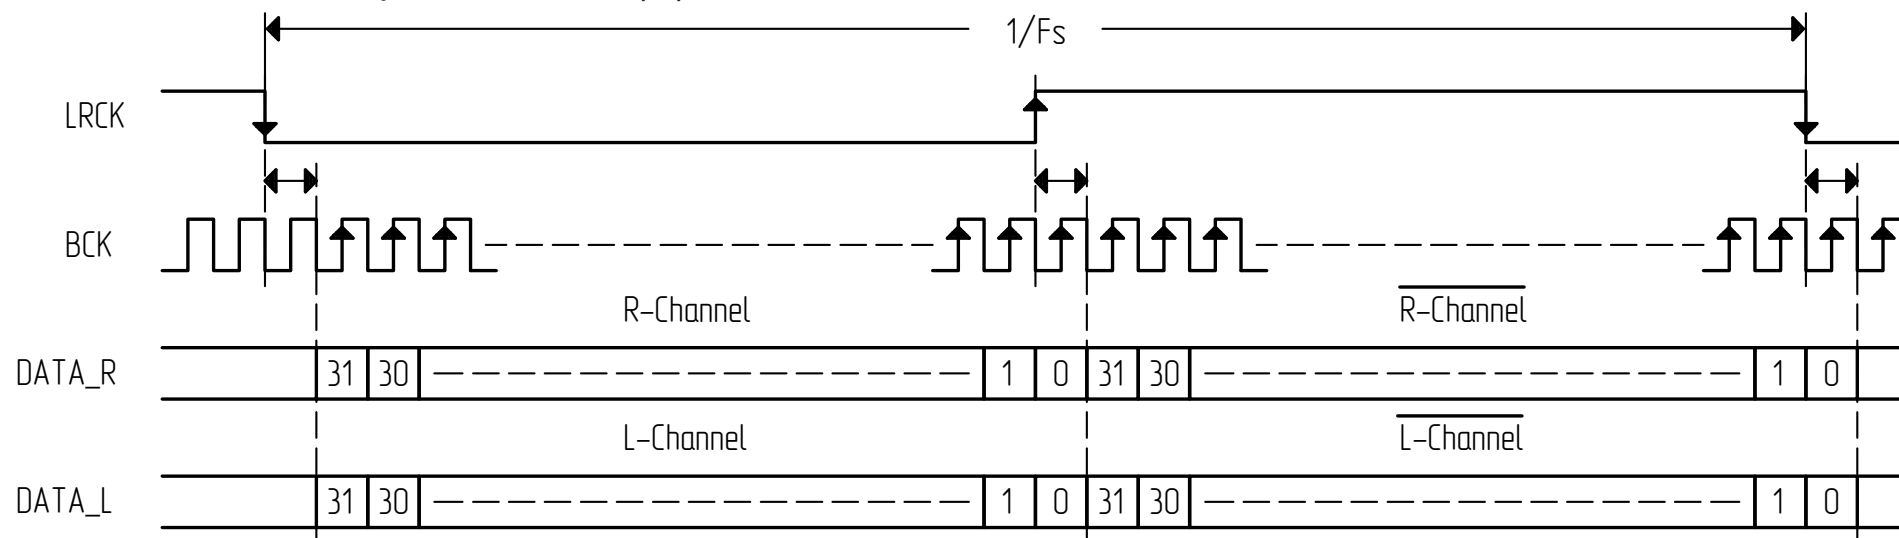 1/Fs
LRCK
BCK
R-Channel R-Channel
DATA_R 31 30 1 0 31 30 1 0
L-Channel L-Channel
DATA_L 31 30 1 0 31 30 1 0